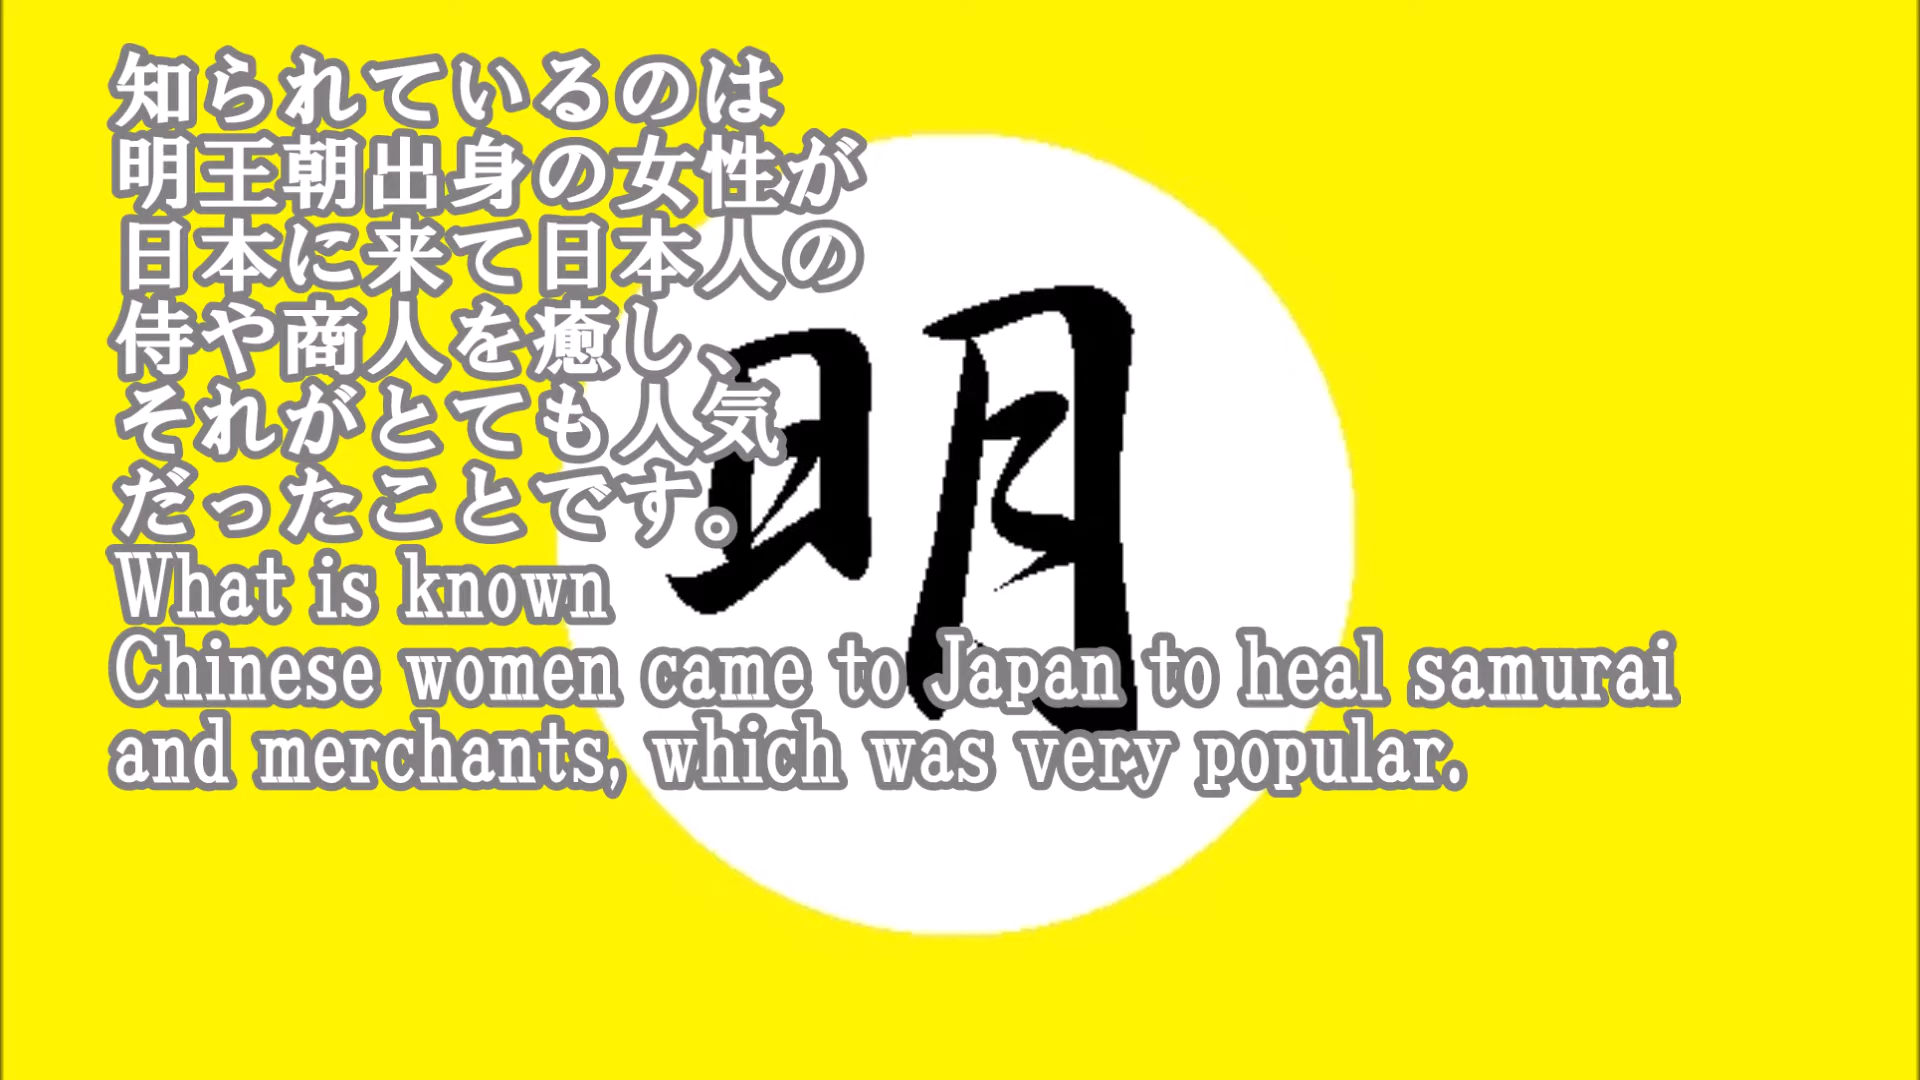 知られているのは
明王朝出身の女性が
日本に来て日本人の
侍や商人を癒し、
それがとても人気
だったことです。
What is known
Chinese women came to Japan to heal samurai
and merchants, which was very popular.
明